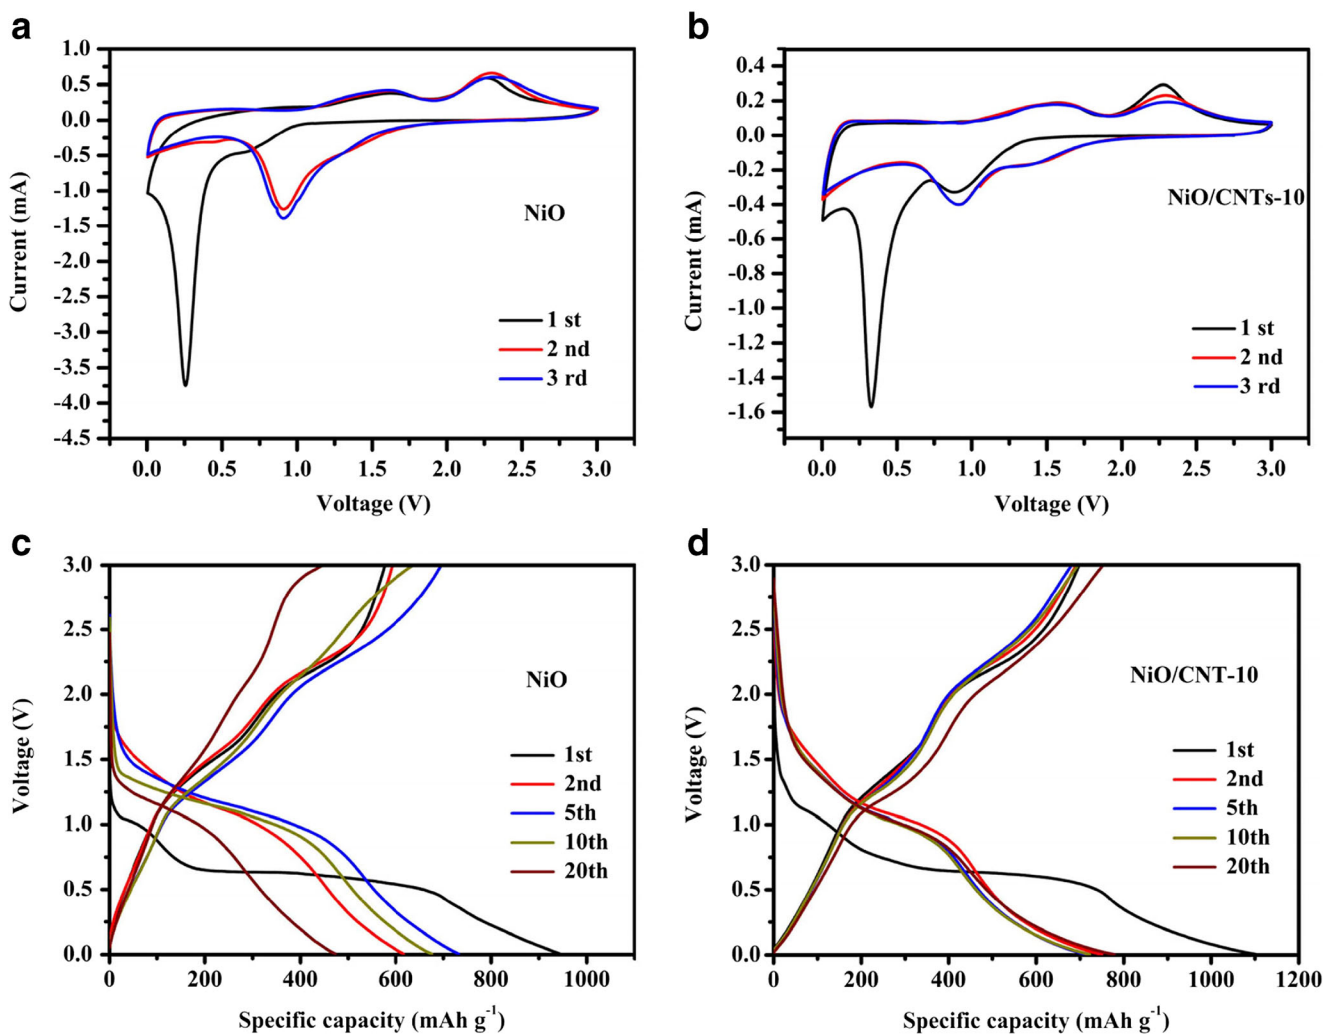 a
1.0
0.5
0.0
-0.5
-1.0
-1.5
-2.0
-2.5
-3.0
-3.5
-4.0
-4.5
Current (mA)
NiO
1 st
2 nd
3 rd
0.0 0.5 1.0 1.5 2.0 2.5 3.0
Voltage (V)
b
0.4
0.2
0.0
-0.2
-0.4
-0.6
-0.8
-1.0
-1.2
-1.4
-1.6
Current (mA)
NiO/CNTs-10
1 st
2 nd
3 rd
0.0 0.5 1.0 1.5 2.0 2.5 3.0
Voltage (V)
c
3.0
2.5
2.0
1.5
1.0
0.5
0.0
Voltage (V)
NiO
1st
2nd
5th
10th
20th
0 200 400 600 800 1000
Specific capacity (mAh g⁻¹)
d
3.0
2.5
2.0
1.5
1.0
0.5
0.0
Voltage (V)
NiO/CNT-10
1st
2nd
5th
10th
20th
0 200 400 600 800 1000 1200
Specific capacity (mAh g⁻¹)